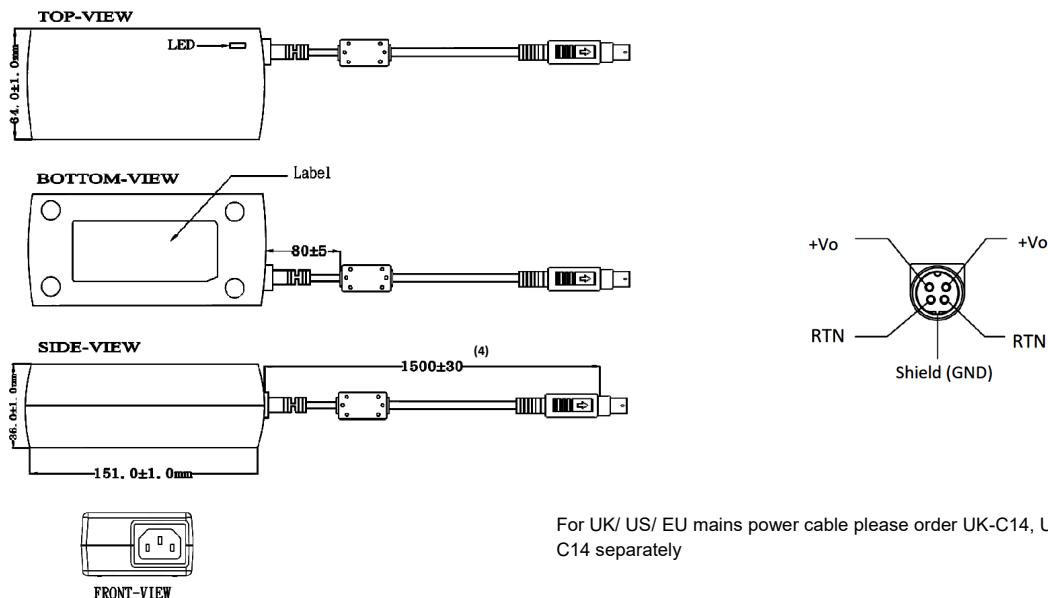 TOP-VIEW
LED
64.0±1.0mm
BOTTOM-VIEW
Label
80±5
SIDE-VIEW
(4)
1500±30
36.0±1.0mm
151.0±1.0mm
FRONT-VIEW
+Vo
+Vo
RTN
RTN
Shield (GND)
For UK/ US/ EU mains power cable please order UK-C14, U
C14 separately